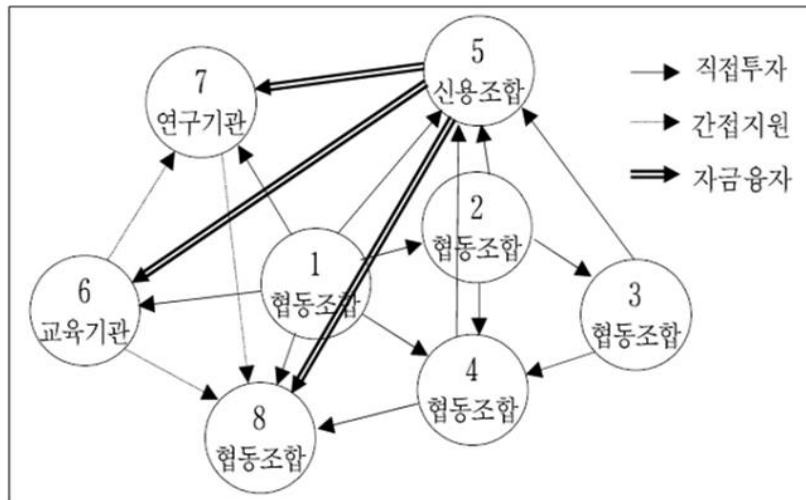 5
신용조합
7
연구기관
직접투자
간접지원
자금융자
2
협동조합
1
협동조합
6
교육기관
3
협동조합
4
협동조합
8
협동조합